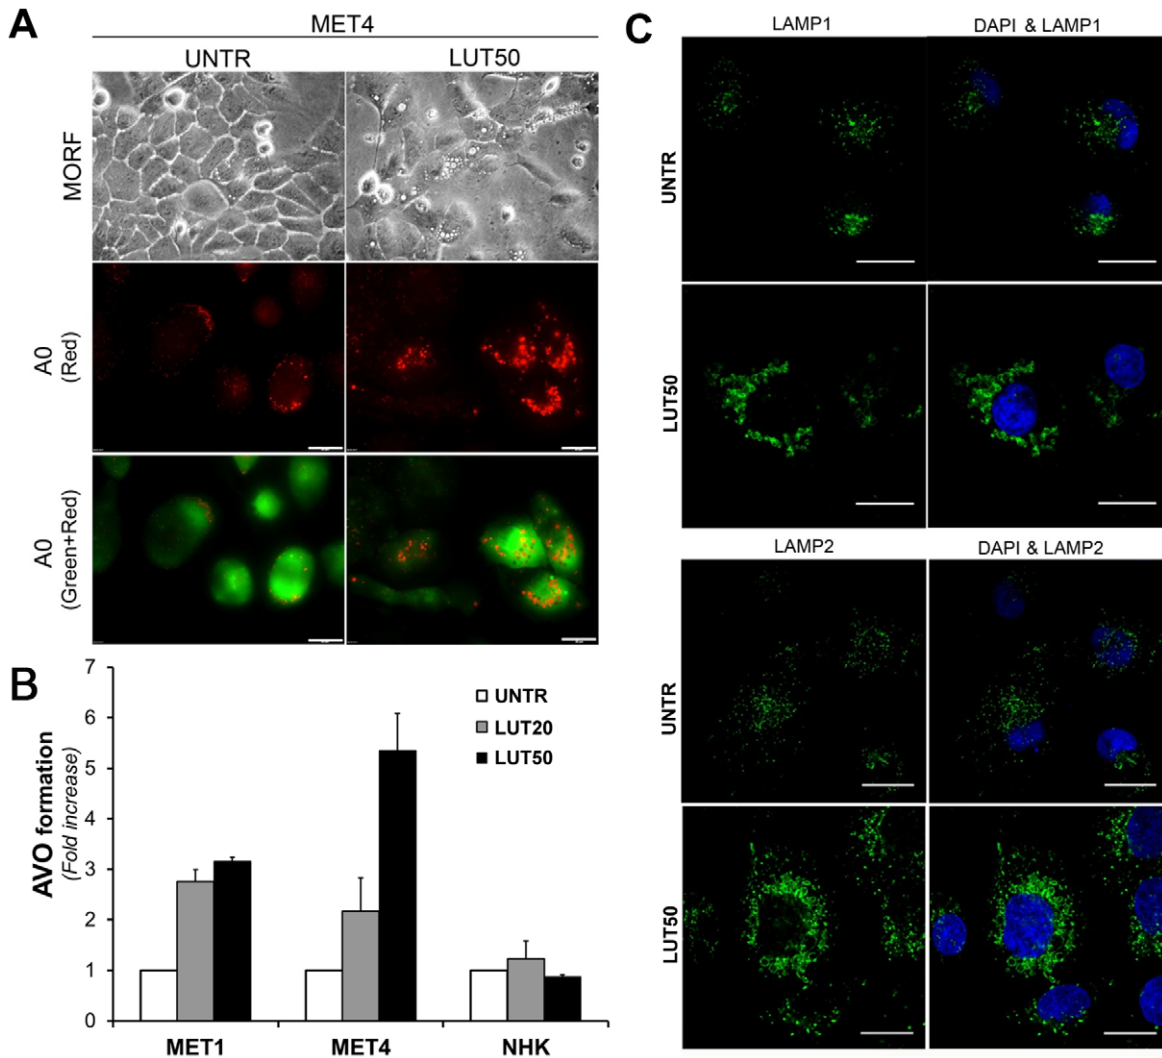 A
MET4
UNTR
LUT50
MORF
A0
(Red)
A0
(Green+Red)
B
AVO formation
(Fold increase)
7
6
5
4
3
2
1
0
UNTR
LUT20
LUT50
MET1
MET4
NHK
C
LAMP1
DAPI & LAMP1
UNTR
LUT50
LAMP2
DAPI & LAMP2
UNTR
LUT50